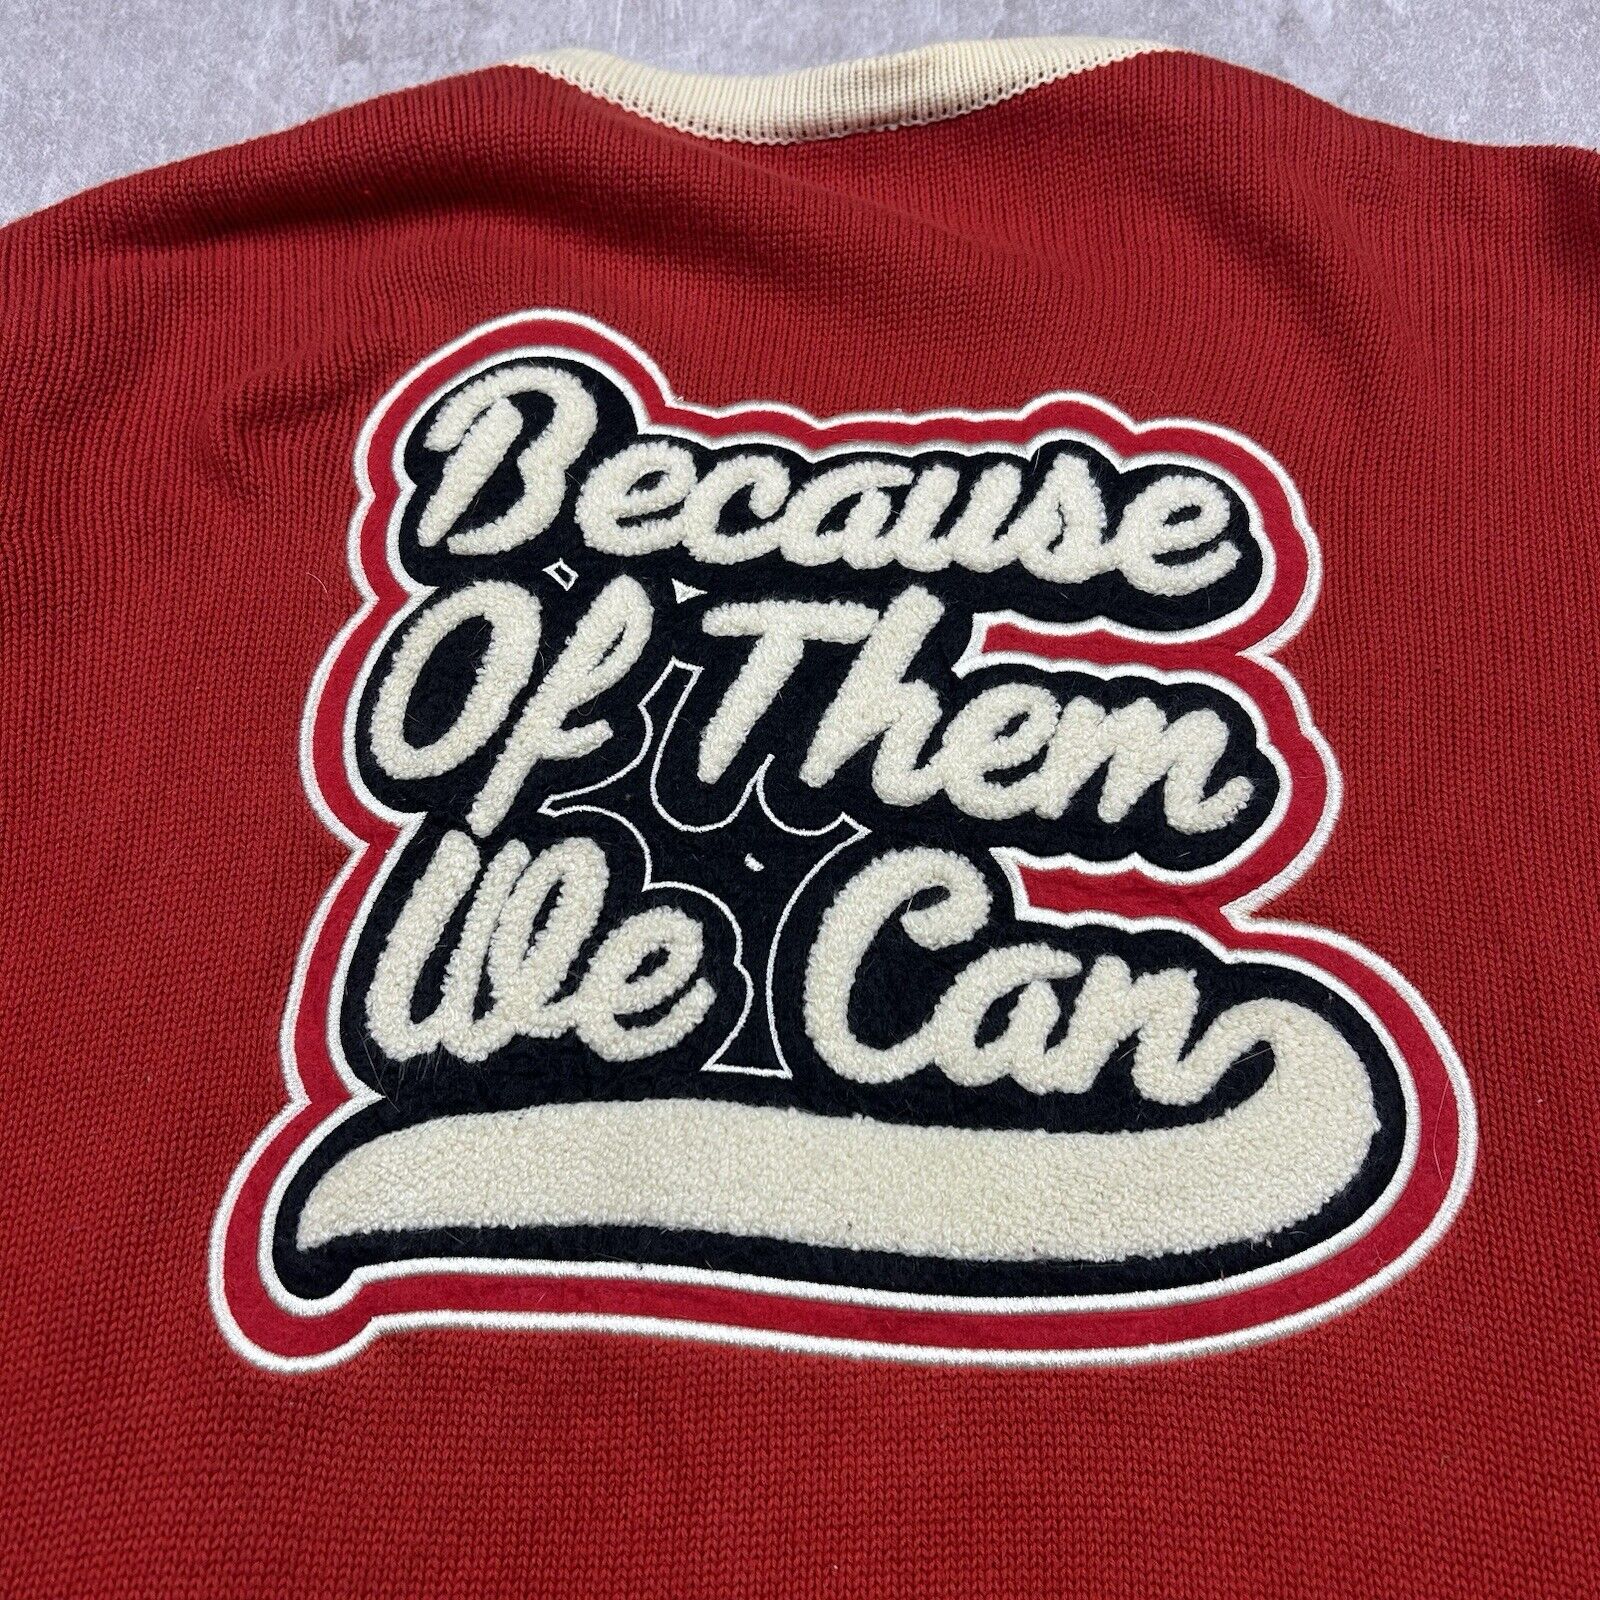 Because
Of Them
We Can